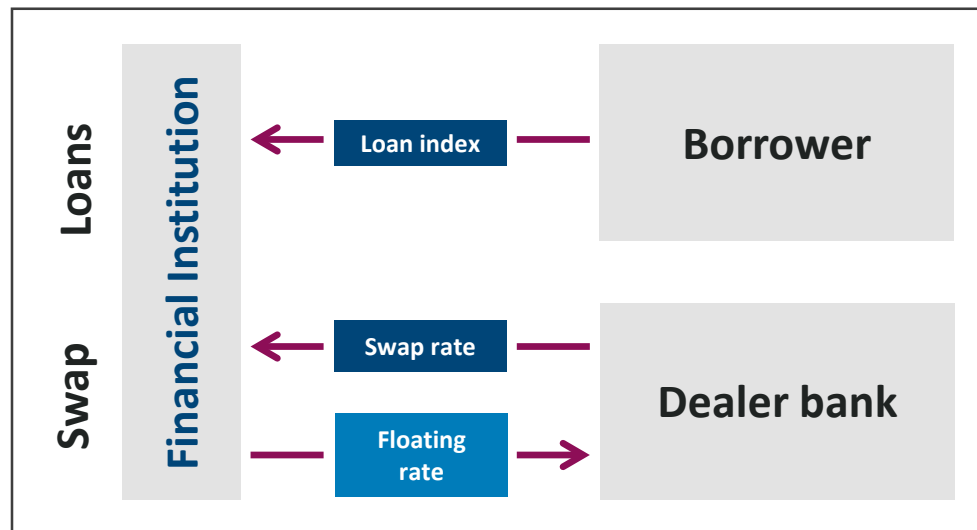 Loans
Swap
Financial Institution
Loan index
Borrower
Swap rate
Floating
rate
Dealer bank